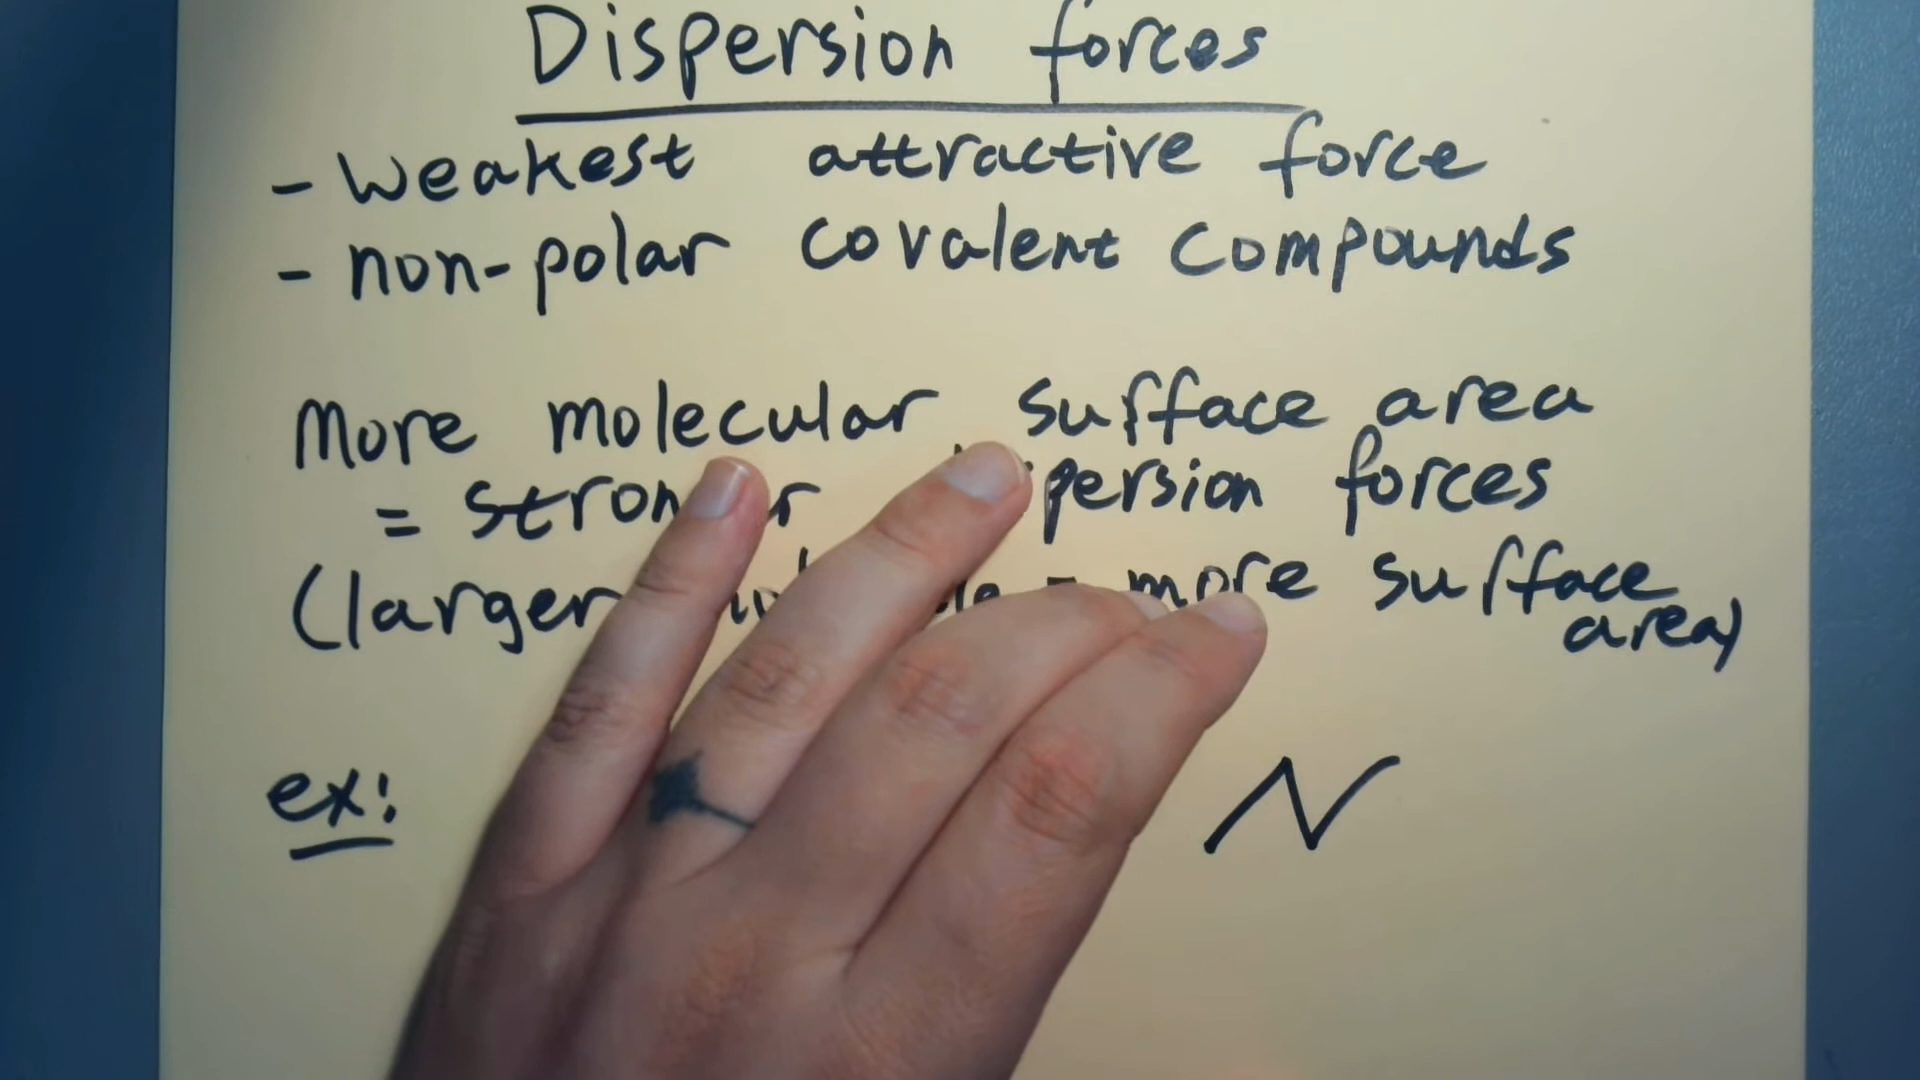 Dispersion forces
- Weakest attractive force
- non-polar covalent compounds
More molecular surface area
= forces
(larger more surface
area)
ex: